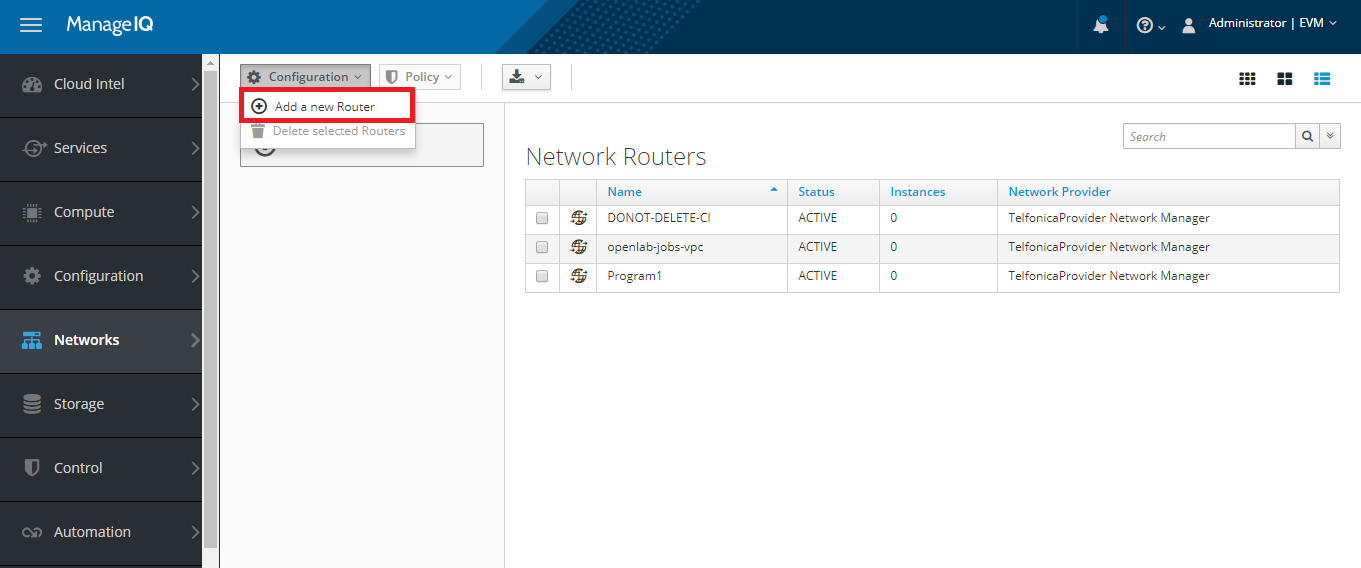 ManageIQ
Administrator | EVM
Cloud Intel
Services
Compute
Configuration
Networks
Storage
Control
Automation
Configuration
Policy
Add a new Router
Delete selected Routers
Search
Network Routers
Name Status Instances Network Provider
DONOT-DELETE-CI ACTIVE 0 TelfonicaProvider Network Manager
openlab-jobs-vpc ACTIVE 0 TelfonicaProvider Network Manager
Program1 ACTIVE 0 TelfonicaProvider Network Manager